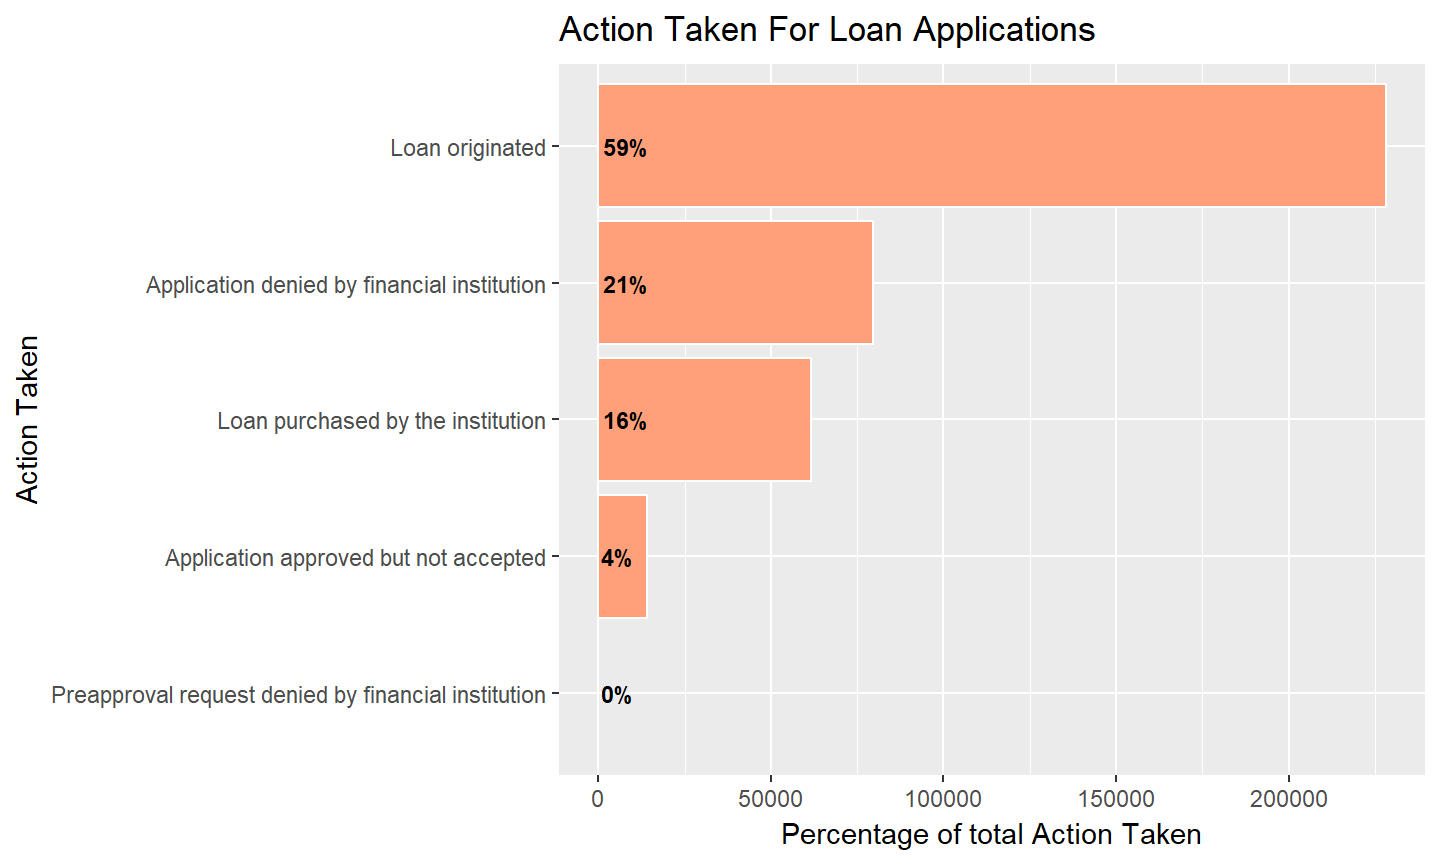 Action Taken For Loan Applications
Action Taken
Loan originated
59%
Application denied by financial institution
21%
Loan purchased by the institution
16%
Application approved but not accepted
4%
Preapproval request denied by financial institution
0%
0 50000 100000 150000 200000
Percentage of total Action Taken